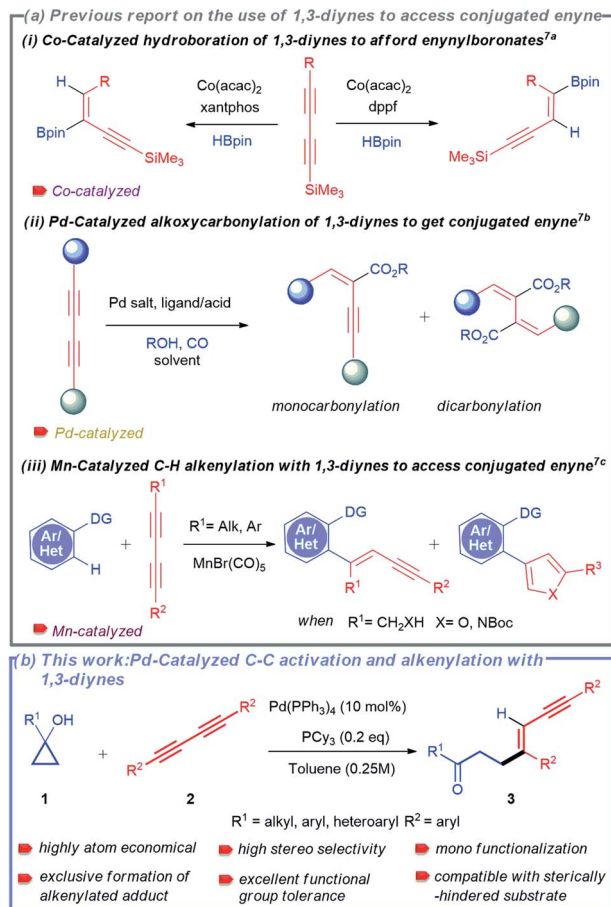 (a) Previous report on the use of 1,3-diynes to access conjugated enyne
(i) Co-Catalyzed hydroboration of 1,3-diynes to afford enynylboronates7a
H
R
Bpin
SiMe3
Co(acac)2
xantphos
HBpin
R
SiMe3
Co(acac)2
dppf
HBpin
R
Bpin
H
Me3Si
Co-catalyzed
(ii) Pd-Catalyzed alkoxycarbonylation of 1,3-diynes to get conjugated enyne7b
Pd salt, ligand/acid
ROH, CO
solvent
CO2R
+
CO2R
RO2C
monocarbonylation
dicarbonylation
Pd-catalyzed
(iii) Mn-Catalyzed C-H alkenylation with 1,3-diynes to access conjugated enyne7c
DG
Ar/
Het
H
+
R1
R2
R1= Alk, Ar
MnBr(CO)5
DG
Ar/
Het
R1
R2
+
DG
Ar/
Het
R3
X
when R1= CH2XH X= O, NBoc
Mn-catalyzed
(b) This work:Pd-Catalyzed C-C activation and alkenylation with
1,3-diynes
R1
OH
1
+
R2
R2
2
Pd(PPh3)4 (10 mol%)
PCy3 (0.2 eq)
Toluene (0.25M)
R2
H
R1
R2
O
3
R1 = alkyl, aryl, heteroaryl R2 = aryl
highly atom economical
high stereo selectivity
mono functionalization
exclusive formation of
alkenylated adduct
excellent functional
group tolerance
compatible with sterically
-hindered substrate